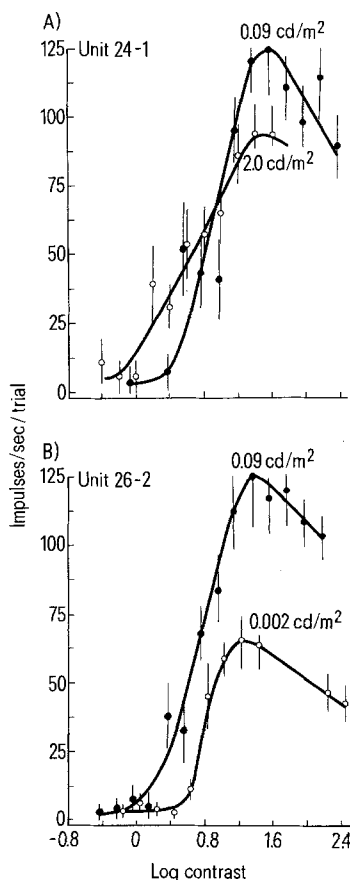 A)
Unit 24-1
0.09 cd/m²
125
100
2.0 cd/m²
75
50
25
0
Impulses/sec/trial
B)
Unit 26-2
0.09 cd/m²
125
100
75
0.002 cd/m²
50
25
0
-0.8 0 0.8 1.6 2.4
Log contrast